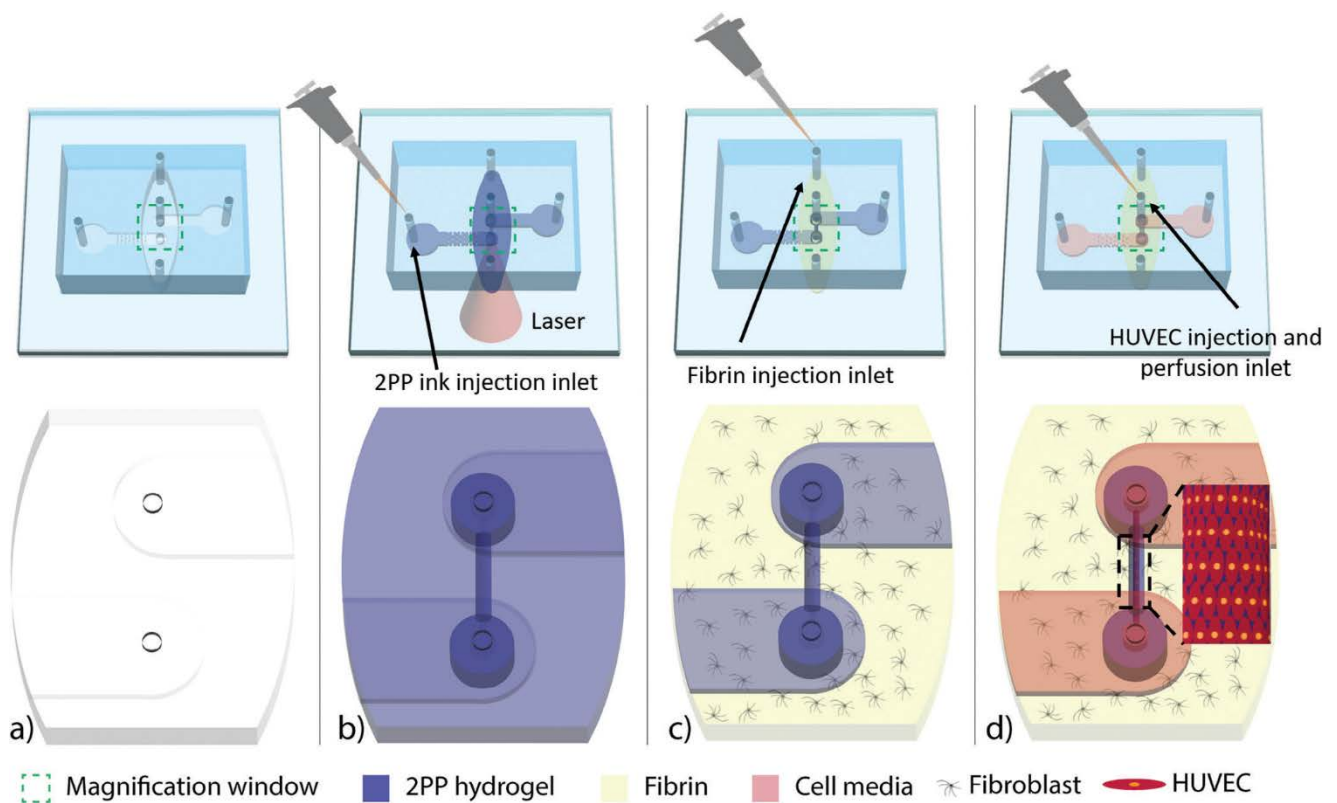 Laser
2PP ink injection inlet
Fibrin injection inlet
HUVEC injection and
perfusion inlet
a)
b)
c)
d)
Magnification window
2PP hydrogel
Fibrin
Cell media
Fibroblast
HUVEC